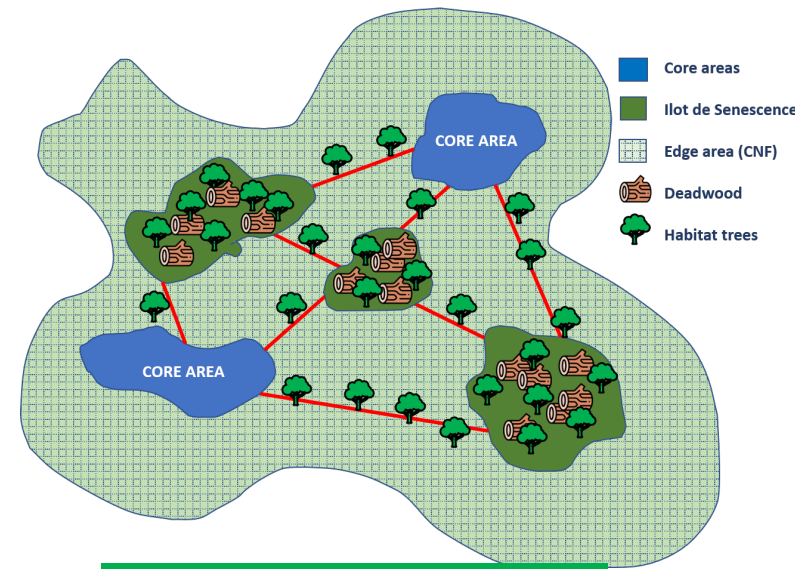 Core areas
Ilot de Senescence
Edge area (CNF)
Deadwood
Habitat trees
CORE AREA
CORE AREA